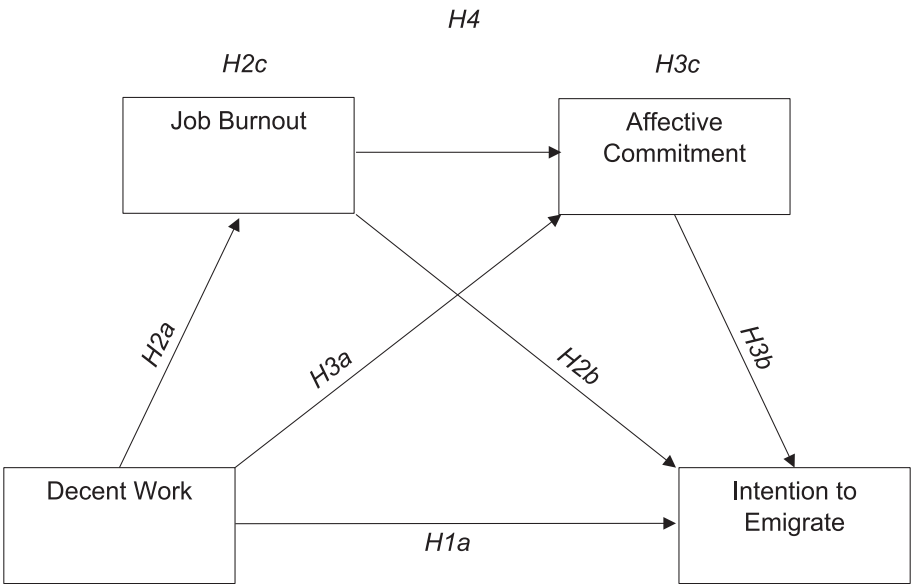 H4
H2c
H3c
Job Burnout
Affective
Commitment
H2a
H3a
H2b
H3b
Decent Work
Intention to
Emigrate
H1a